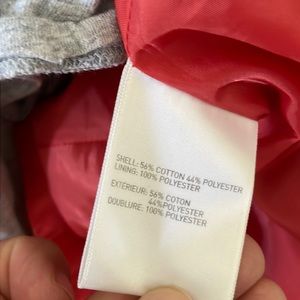 SHELL: 56% COTTON 44% POLYESTER
LINING: 100% POLYESTER
EXTERIEUR: 56% COTON
44%POLYESTER
DOUBLURE: 100% POLYESTER